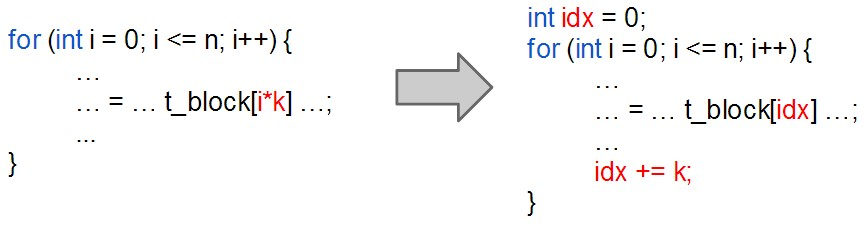 for (int i = 0; i <= n; i++) {
…
… = … t_block[i*k] …;
...
}
int idx = 0;
for (int i = 0; i <= n; i++) {
…
… = … t_block[idx] …;
…
idx += k;
}